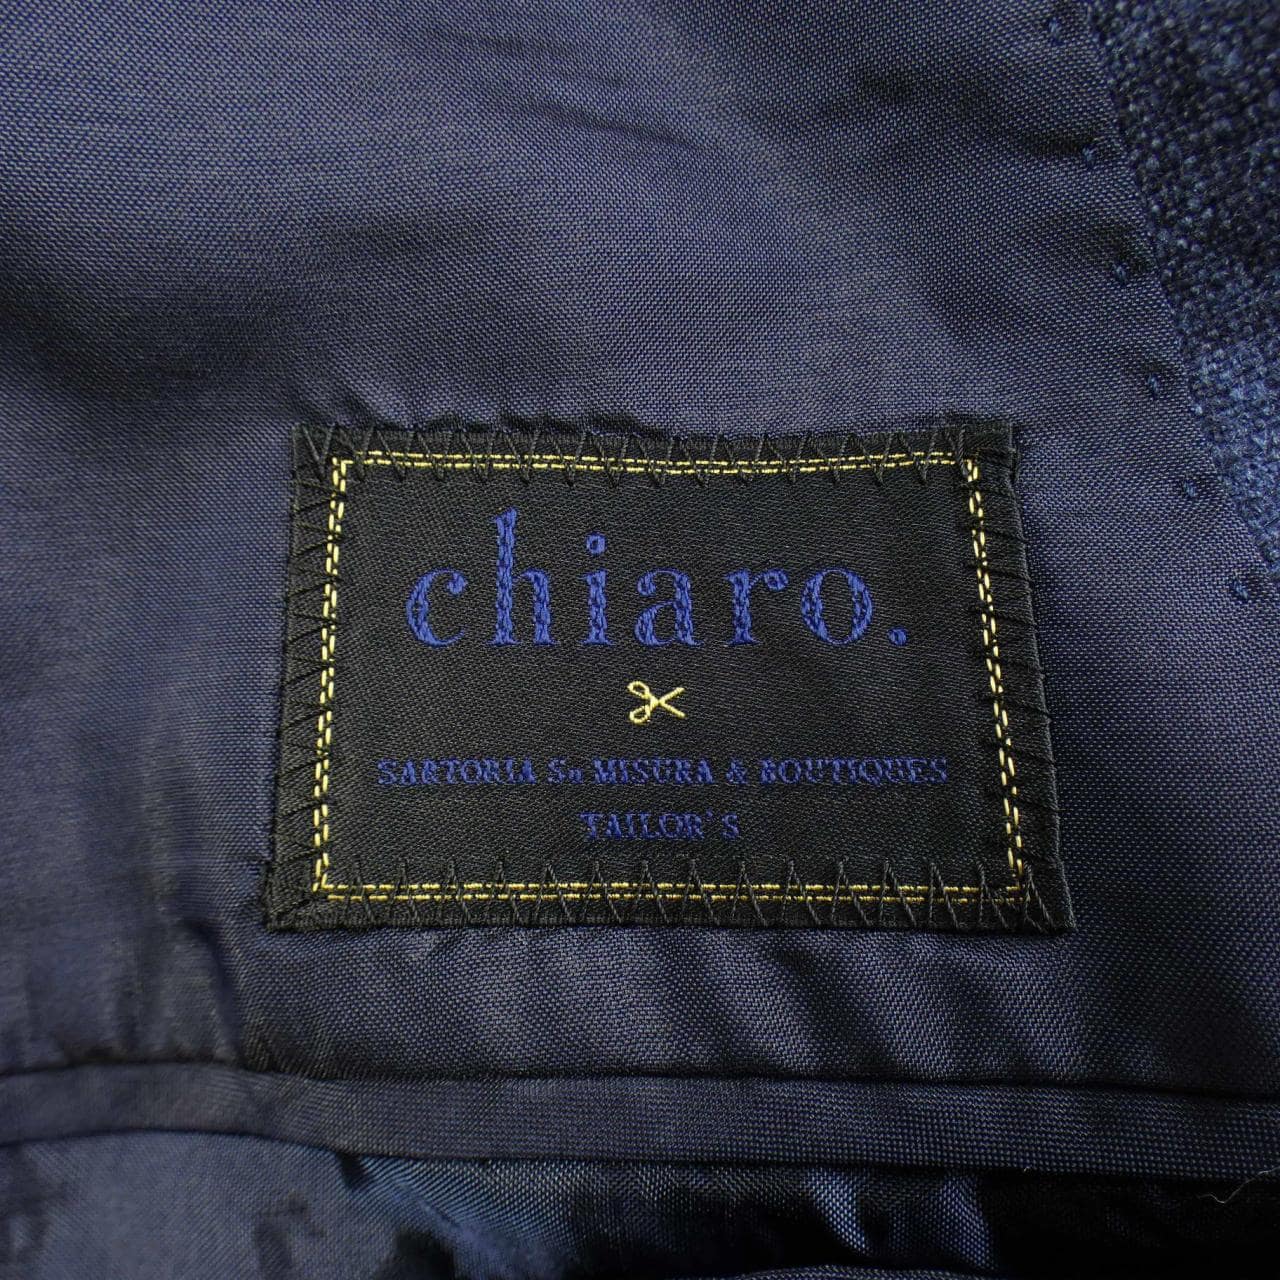 chiaro.
SARTORIA Su MISURA & BOUTIQUES
TAILOR'S